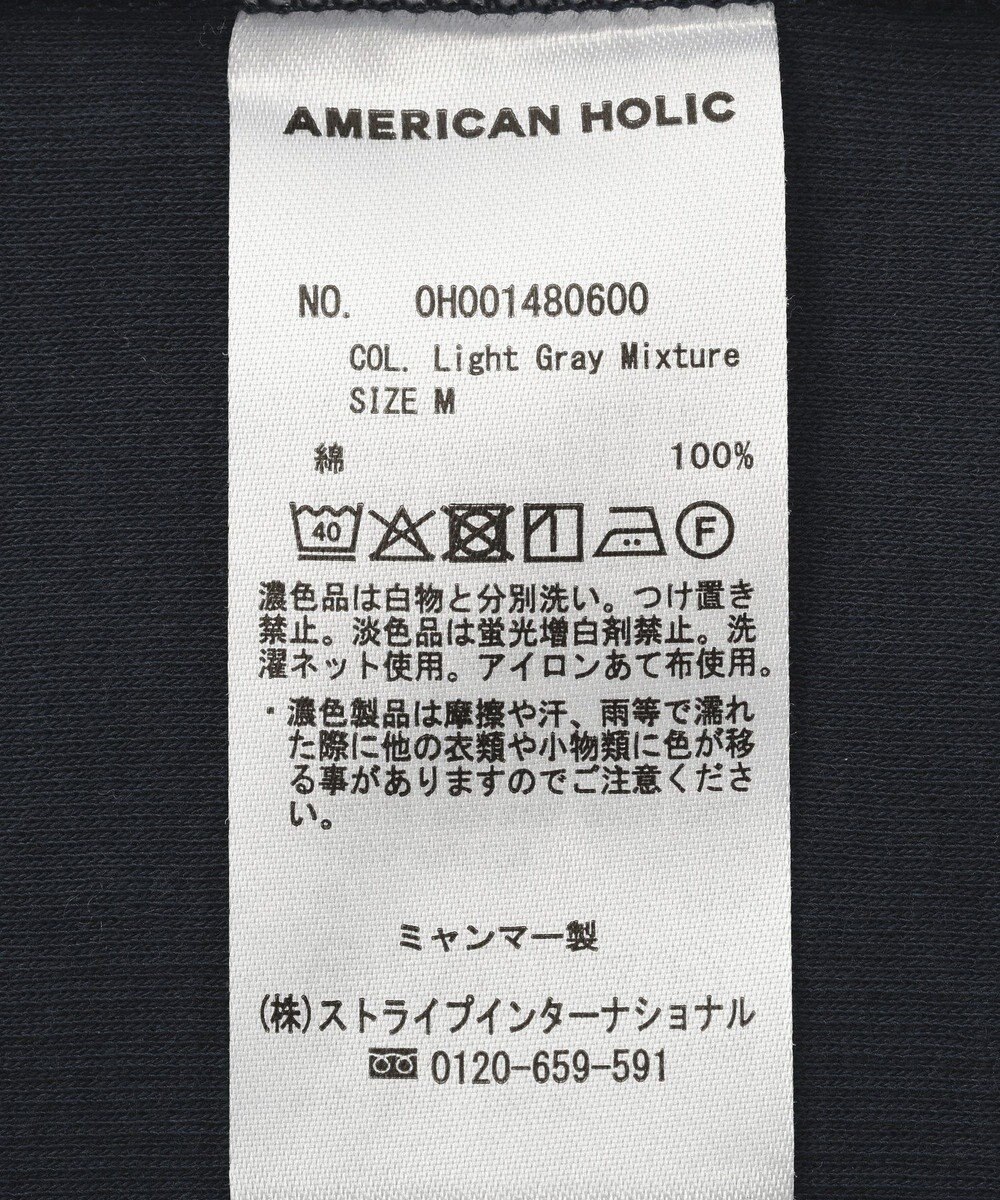 AMERICAN HOLIC
NO. 0H001480600
COL. Light Gray Mixture
SIZE M
綿 100%
40 F
濃色品は白物と分別洗い。つけ置き
禁止。淡色品は蛍光増白剤禁止。洗
濯ネット使用。アイロンあて布使用。
・濃色製品は摩擦や汗、雨等で濡れ
た際に他の衣類や小物類に色が移
る事がありますのでご注意くださ
い。
ミャンマー製
(株)ストライプインターナショナル
0120-659-591